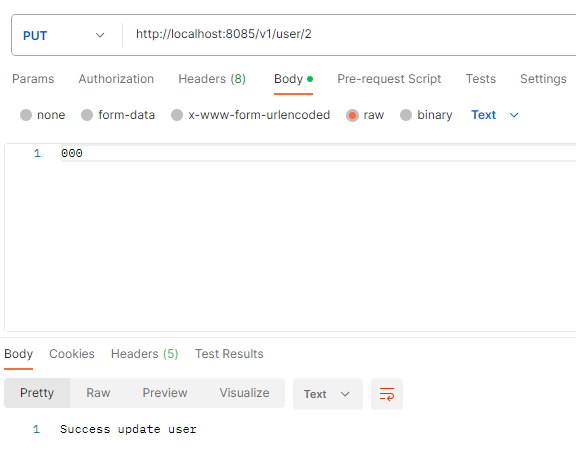 PUT http://localhost:8085/v1/user/2
Params Authorization Headers (8) Body Pre-request Script Tests Settings
none form-data x-www-form-urlencoded raw binary Text
1 000
Body Cookies Headers (5) Test Results
Pretty Raw Preview Visualize Text
1 Success update user